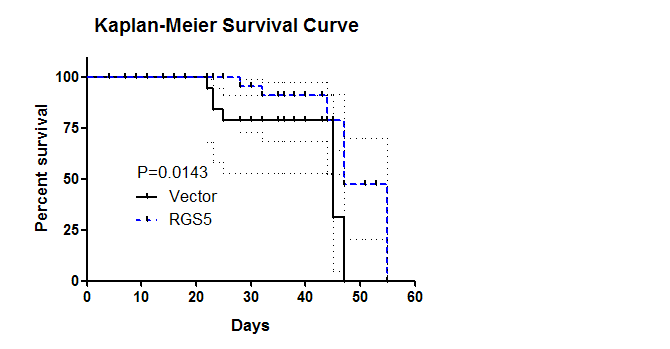 Kaplan-Meier Survival Curve
100
75
50
25
0
Percent survival
P=0.0143
Vector
RGS5
0 10 20 30 40 50 60
Days